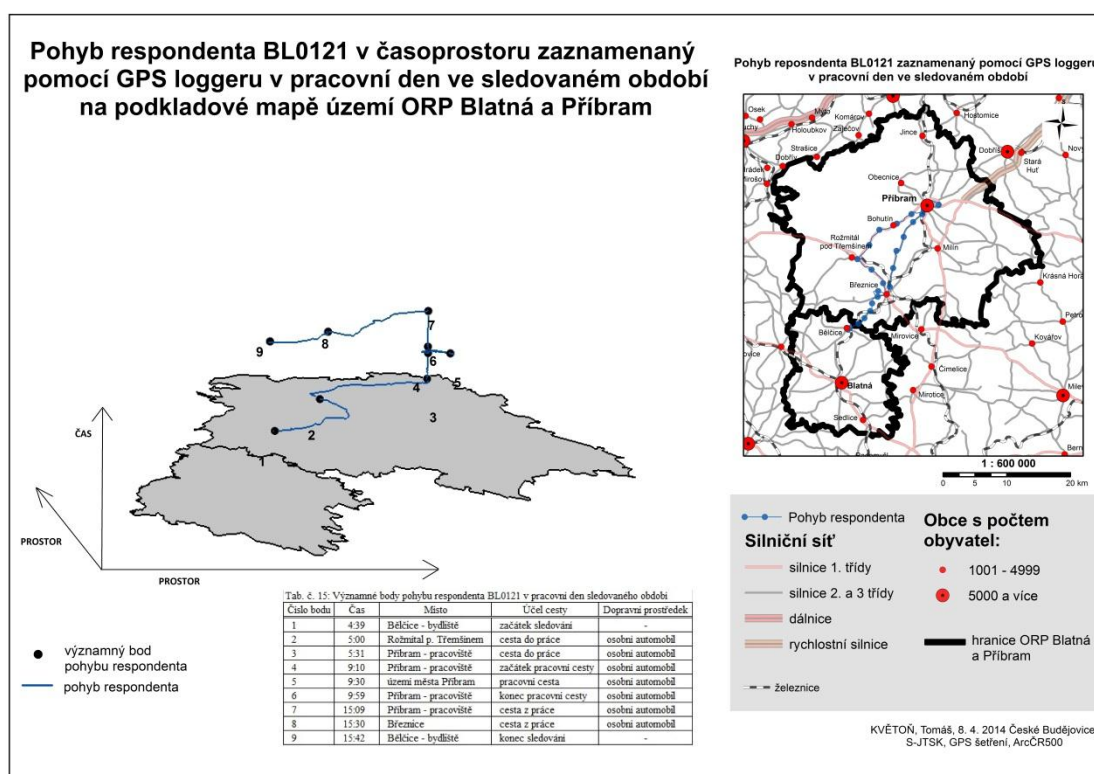 Pohyb respondenta BL0121 v časoprostoru zaznamenaný
pomocí GPS loggeru v pracovní den ve sledovaném období
na podkladové mapě území ORP Blatná a Příbram
9
8
7
6
5
4
3
2
1
ČAS
PROSTOR
PROSTOR
významný bod
pohybu respondenta
pohyb respondenta
Tab. č. 15: Významné body pohybu respondenta BL0121 v pracovní den sledovaného období
Číslo bodu Čas Místo Účel cesty Dopravní prostředek
1 4:39 Bělčice - bydliště začátek sledování -
2 5:00 Rožmitál p. Třemšínem cesta do práce osobní automobil
3 5:31 Příbram - pracoviště cesta do práce osobní automobil
4 9:10 Příbram - pracoviště začátek pracovní cesty osobní automobil
5 9:30 území města Příbram pracovní cesta osobní automobil
6 9:59 Příbram - pracoviště konec pracovní cesty osobní automobil
7 15:09 Příbram - pracoviště cesta z práce osobní automobil
8 15:30 Březnice cesta z práce osobní automobil
9 15:42 Bělčice - bydliště konec sledování -
Pohyb reposndenta BL0121 zaznamenaný pomocí GPS loggeru
v pracovní den ve sledovaném období
Osek
Mýto
Komárov
Hostomice
Holoubkov
Zaječov
Jince
Strašice
Dobřív
Dobříš
Stará
Huť
Mirošov
Obecnice
Příbram
Bohutín
Rožmitál
pod Třemšínem
Milín
Březnice
Krásná Hora
Bělčice
Mirovice
Kovářov
Čimelice
Blatná
Mirotice
Sedlice
1 : 600 000
0 5 10 20 km
Pohyb respondenta
Silniční síť
silnice 1. třídy
silnice 2. a 3 třídy
dálnice
rychlostní silnice
železnice
Obce s počtem
obyvatel:
1001 - 4999
5000 a více
hranice ORP Blatná
a Příbram
KVĚTOŇ, Tomáš, 8. 4. 2014 České Budějovice
S-JTSK, GPS šetření, ArcČR500